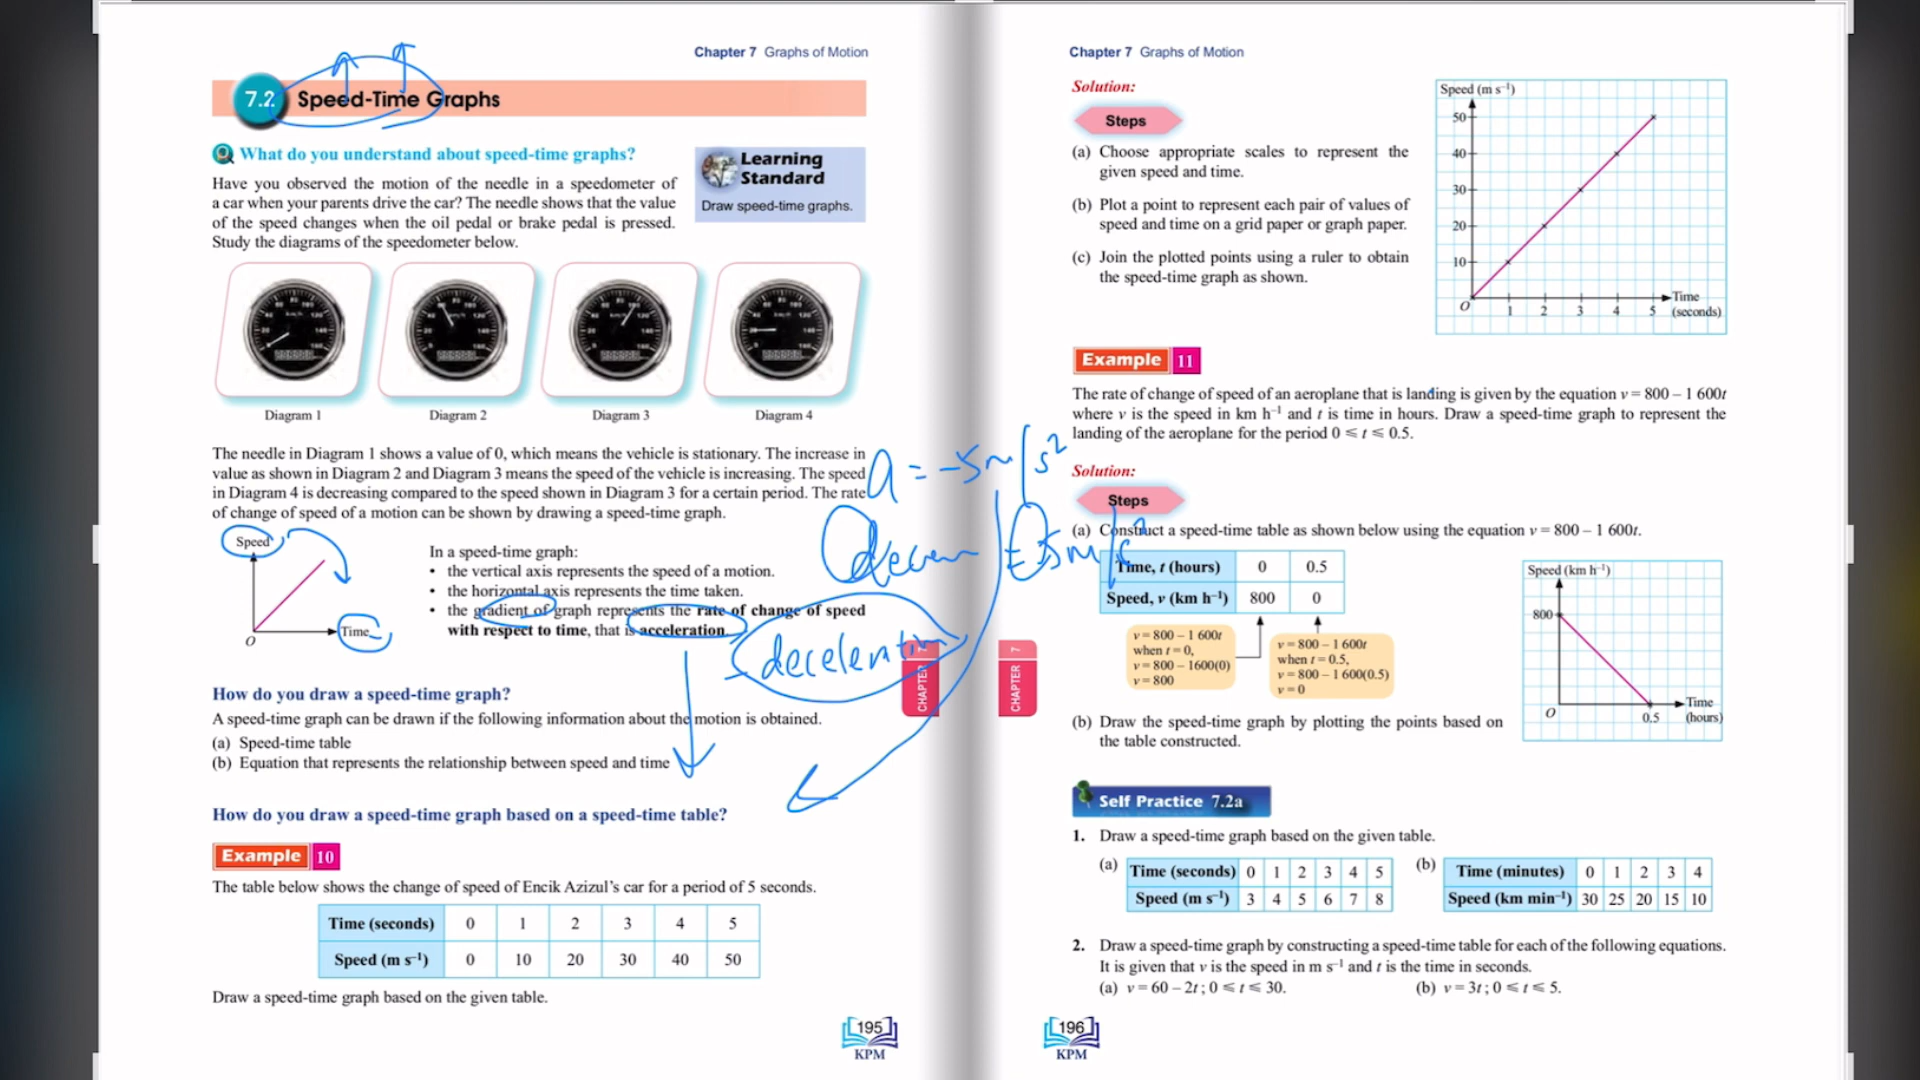 Chapter 7 Graphs of Motion
7.2 Speed-Time Graphs
What do you understand about speed-time graphs?
Have you observed the motion of the needle in a speedometer of
a car when your parents drive the car? The needle shows that the value
of the speed changes when the oil pedal or brake pedal is pressed.
Study the diagrams of the speedometer below.
Learning
Standard
Draw speed-time graphs.
Diagram 1
Diagram 2
Diagram 3
Diagram 4
The needle in Diagram 1 shows a value of 0, which means the vehicle is stationary. The increase in
value as shown in Diagram 2 and Diagram 3 means the speed of the vehicle is increasing. The speed
in Diagram 4 is decreasing compared to the speed shown in Diagram 3 for a certain period. The rate
of change of speed of a motion can be shown by drawing a speed-time graph.
a = -5m/s²
Speed
O
Time
In a speed-time graph:
• the vertical axis represents the speed of a motion.
• the horizontal axis represents the time taken.
• the gradient of graph represents the rate of change of speed
with respect to time, that is acceleration.
deceleration
5m/s²
CHAPTER 7
How do you draw a speed-time graph?
A speed-time graph can be drawn if the following information about the motion is obtained.
(a) Speed-time table
(b) Equation that represents the relationship between speed and time
How do you draw a speed-time graph based on a speed-time table?
Example 10
The table below shows the change of speed of Encik Azizul's car for a period of 5 seconds.
Time (seconds) 0 1 2 3 4 5
Speed (m s⁻¹) 0 10 20 30 40 50
Draw a speed-time graph based on the given table.
195
KPM
Chapter 7 Graphs of Motion
Solution:
Steps
(a) Choose appropriate scales to represent the
given speed and time.
(b) Plot a point to represent each pair of values of
speed and time on a grid paper or graph paper.
(c) Join the plotted points using a ruler to obtain
the speed-time graph as shown.
Speed (m s⁻¹)
50
40
30
20
10
O
1 2 3 4 5
Time
(seconds)
Example 11
The rate of change of speed of an aeroplane that is landing is given by the equation v = 800 – 1 600t
where v is the speed in km h⁻¹ and t is time in hours. Draw a speed-time graph to represent the
landing of the aeroplane for the period 0 ⩽ t ⩽ 0.5.
Solution:
Steps
(a) Construct a speed-time table as shown below using the equation v = 800 – 1 600t.
Time, t (hours) 0 0.5
Speed, v (km h⁻¹) 800 0
v = 800 – 1 600t
when t = 0,
v = 800 – 1600(0)
v = 800
v = 800 – 1 600t
when t = 0.5,
v = 800 – 1 600(0.5)
v = 0
Speed (km h⁻¹)
800
O
0.5
Time
(hours)
(b) Draw the speed-time graph by plotting the points based on
the table constructed.
CHAPTER 7
Self Practice 7.2a
1. Draw a speed-time graph based on the given table.
(a) Time (seconds) 0 1 2 3 4 5
Speed (m s⁻¹) 3 4 5 6 7 8
(b) Time (minutes) 0 1 2 3 4
Speed (km min⁻¹) 30 25 20 15 10
2. Draw a speed-time graph by constructing a speed-time table for each of the following equations.
It is given that v is the speed in m s⁻¹ and t is the time in seconds.
(a) v = 60 – 2t ; 0 ⩽ t ⩽ 30.
(b) v = 3t ; 0 ⩽ t ⩽ 5.
196
KPM